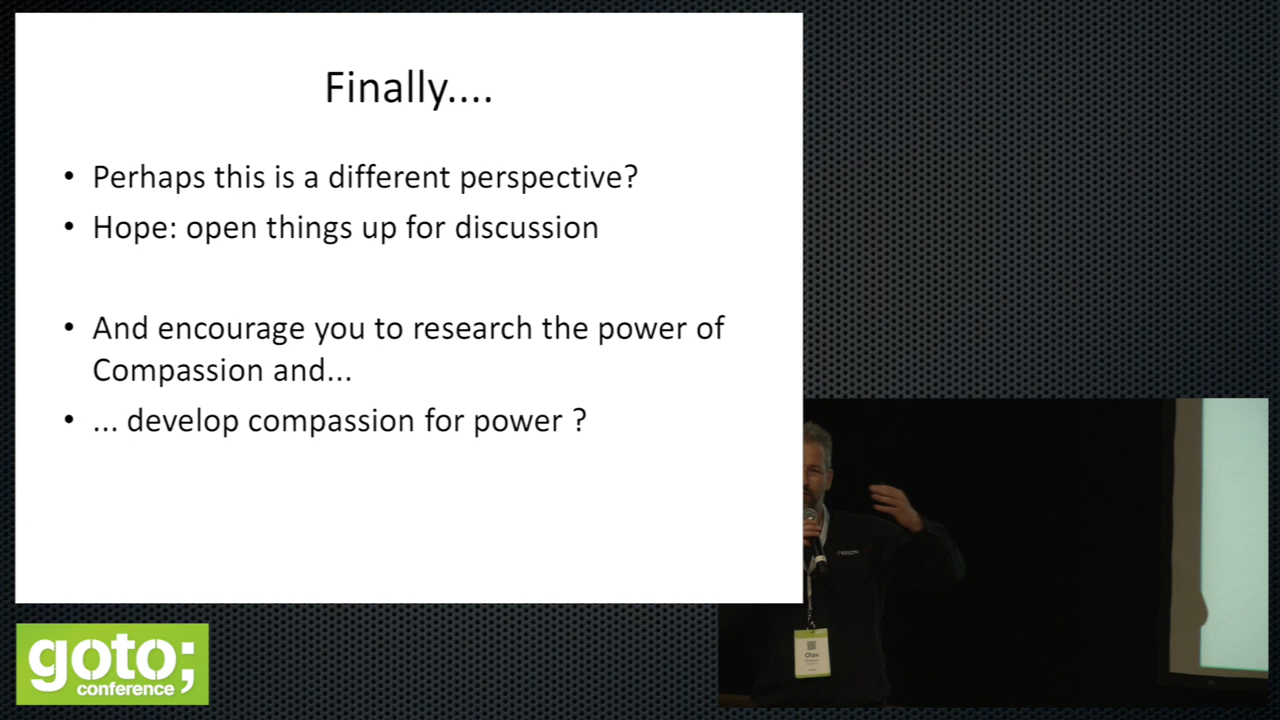 Finally....
• Perhaps this is a different perspective?
• Hope: open things up for discussion
• And encourage you to research the power of
Compassion and...
• ... develop compassion for power ?
goto;
conference
Olav